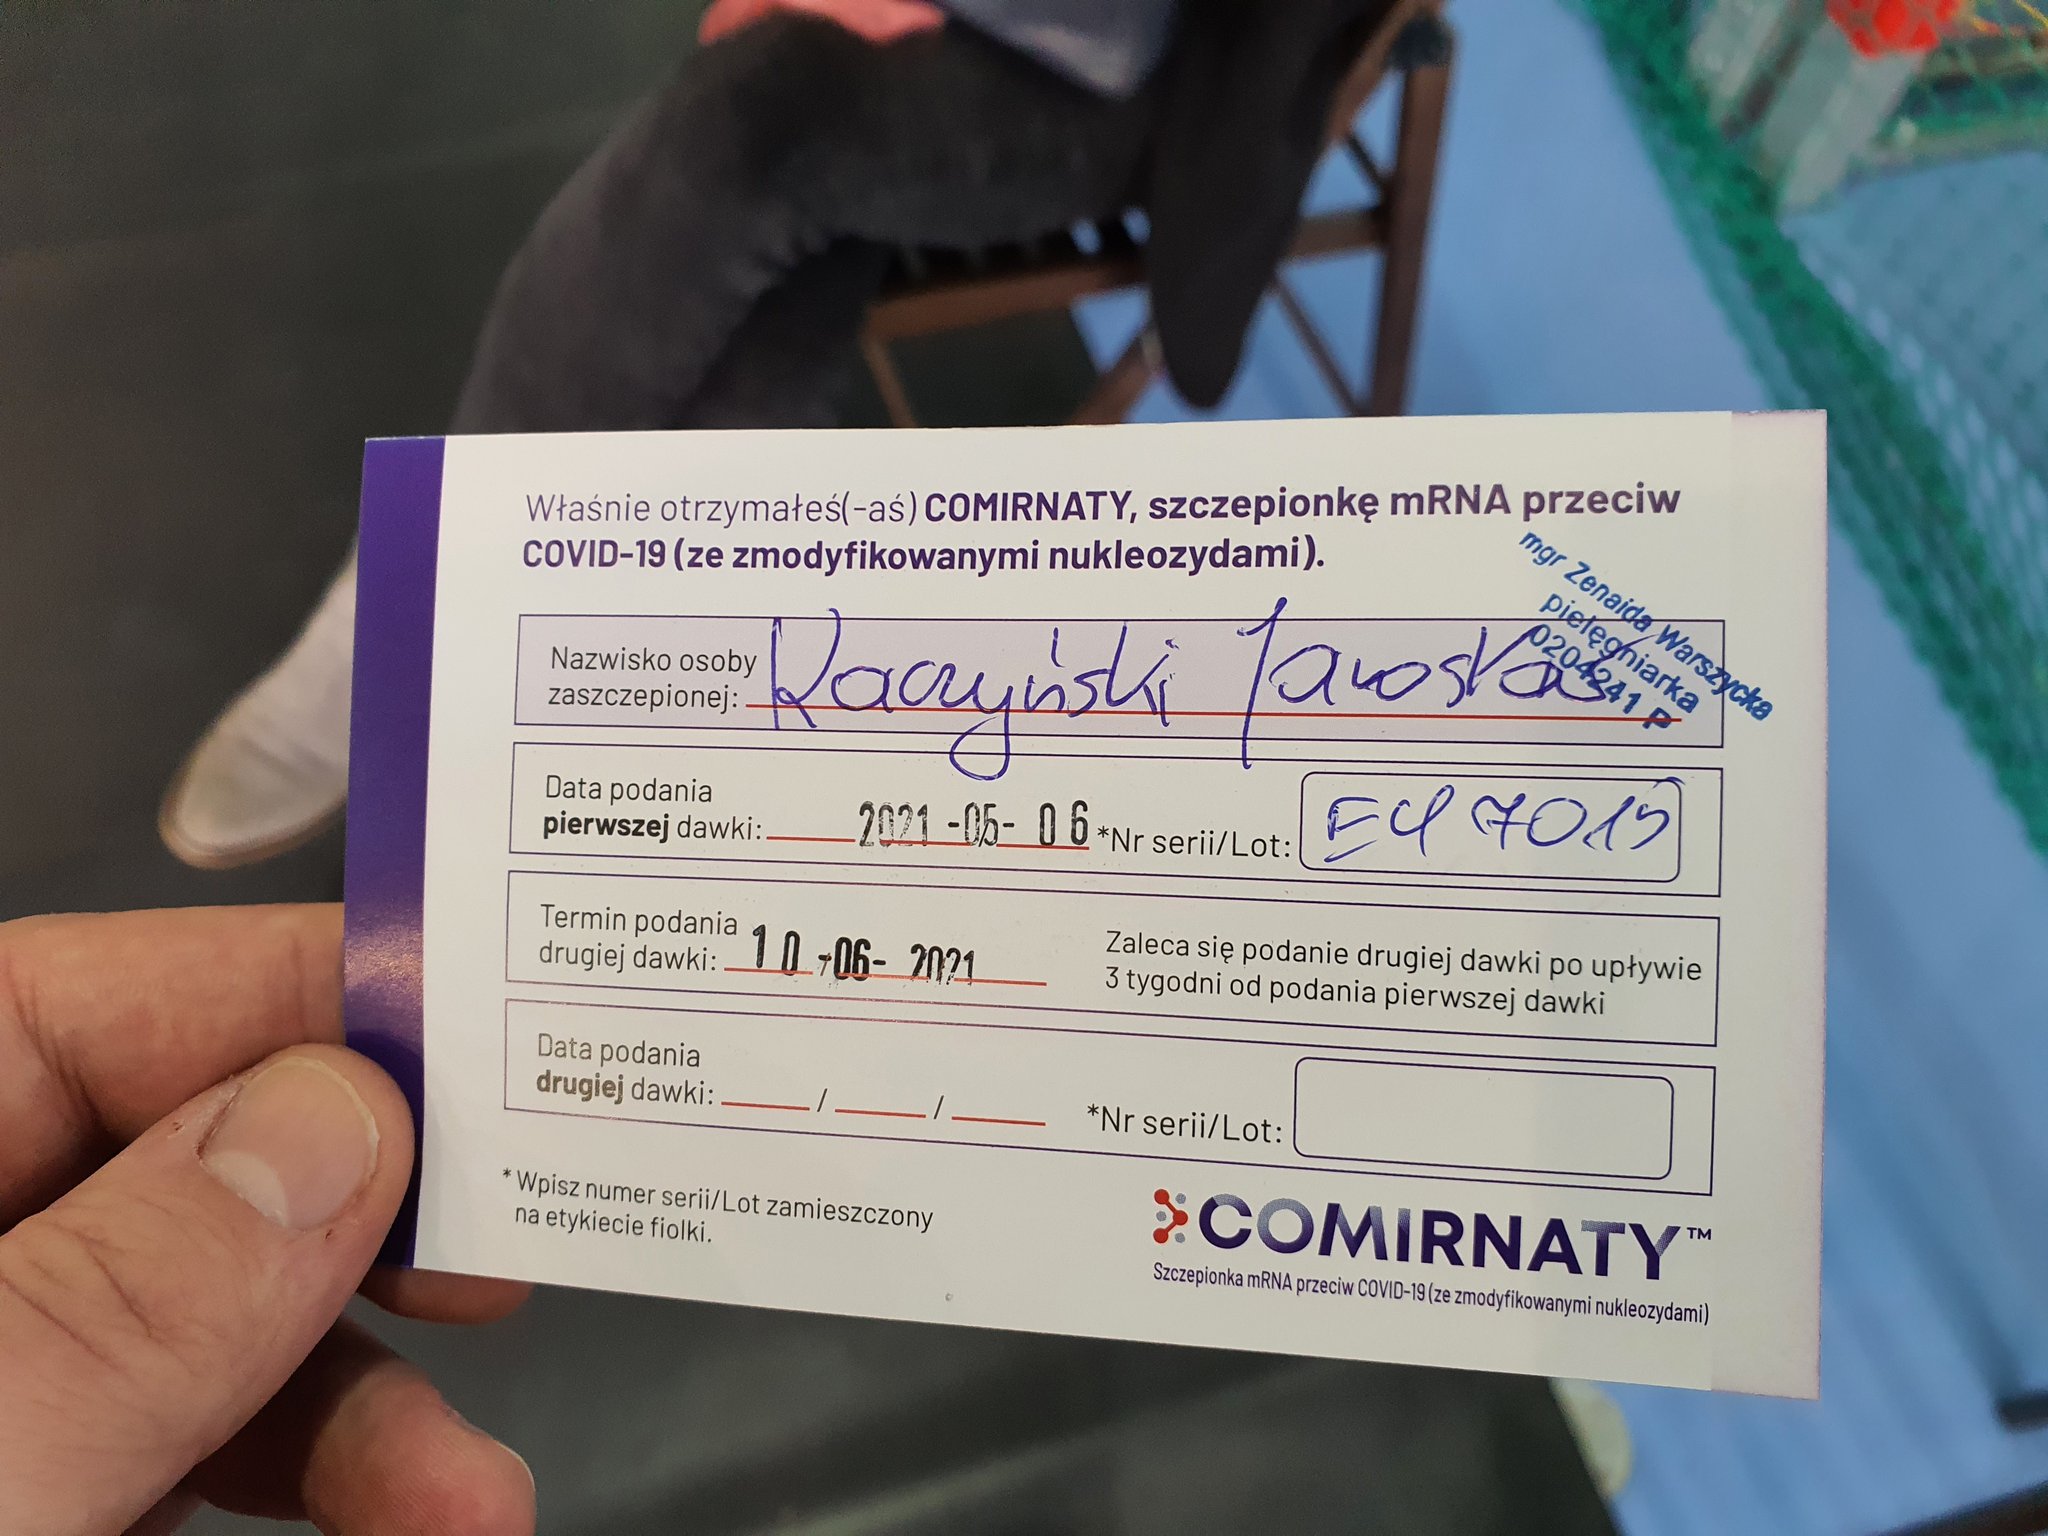 Właśnie otrzymałeś(-aś) COMIRNATY, szczepionkę mRNA przeciw
COVID-19 (ze zmodyfikowanymi nukleozydami).
mgr Zenaida Warszycka
pielęgniarka
0204241 P
Nazwisko osoby
zaszczepionej: Kaczyński Jarosław
Data podania
pierwszej dawki: 2021-05-06 *Nr serii/Lot:
Termin podania
drugiej dawki: 10-06-2021
Zaleca się podanie drugiej dawki po upływie
3 tygodni od podania pierwszej dawki
Data podania
drugiej dawki: / / *Nr serii/Lot:
* Wpisz numer serii/Lot zamieszczony
na etykiecie fiolki.
COMIRNATY™
Szczepionka mRNA przeciw COVID-19 (ze zmodyfikowanymi nukleozydami)